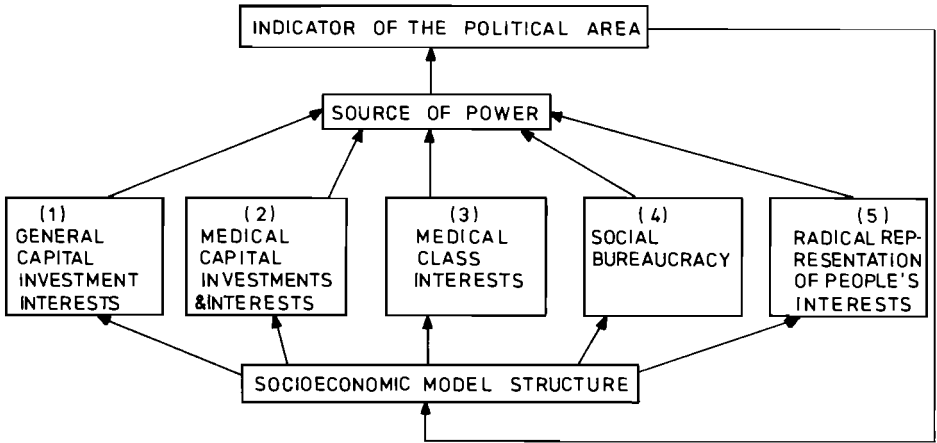 INDICATOR OF THE POLITICAL AREA
SOURCE OF POWER
(1)
GENERAL
CAPITAL
INVESTMENT
INTERESTS
(2)
MEDICAL
CAPITAL
INVESTMENTS
&INTERESTS
(3)
MEDICAL
CLASS
INTERESTS
(4)
SOCIAL
BUREAUCRACY
(5)
RADICAL REP-
RESENTATION
OF PEOPLE'S
INTERESTS
SOCIOECONOMIC MODEL STRUCTURE